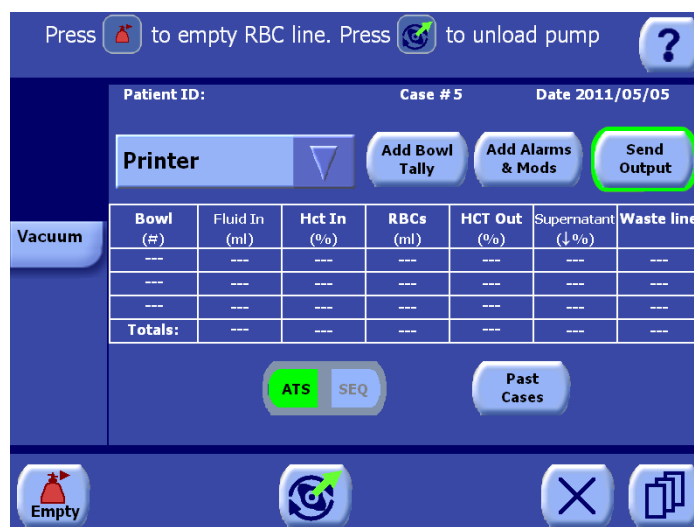 Press to empty RBC line. Press to unload pump
?
Patient ID: Case # 5 Date 2011/05/05
Printer
Add Bowl Tally
Add Alarms & Mods
Send Output
Vacuum
Bowl (#) Fluid In (ml) Hct In (%) RBCs (ml) HCT Out (%) Supernatant (↓%) Waste line
--- --- --- --- --- --- ---
--- --- --- --- --- --- ---
--- --- --- --- --- --- ---
Totals: --- --- --- --- --- ---
ATS SEQ
Past Cases
Empty